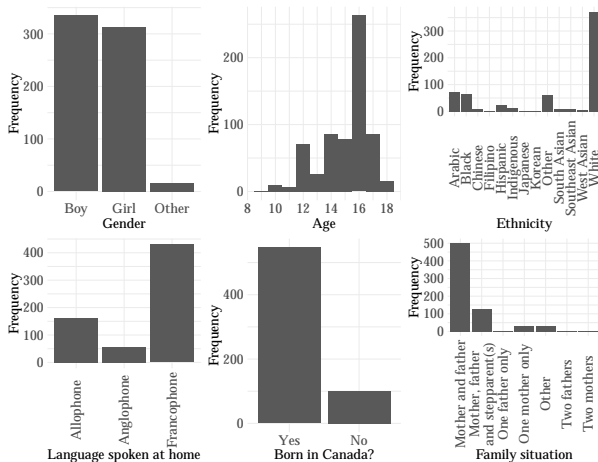 Frequency
300
200
100
0
Boy Girl Other
Gender
Frequency
200
100
0
8 10 12 14 16 18
Age
Frequency
300
200
100
0
Arabic
Black
Chinese
Filipino
Hispanic
Indigenous
Japanese
Korean
Other
South Asian
Southeast Asian
West Asian
White
Ethnicity
Frequency
400
300
200
100
0
Allophone
Anglophone
Francophone
Language spoken at home
Frequency
400
200
0
Yes No
Born in Canada?
Frequency
500
400
300
200
100
0
Mother and father
Mother, father
and stepparent(s)
One father only
One mother only
Other
Two fathers
Two mothers
Family situation